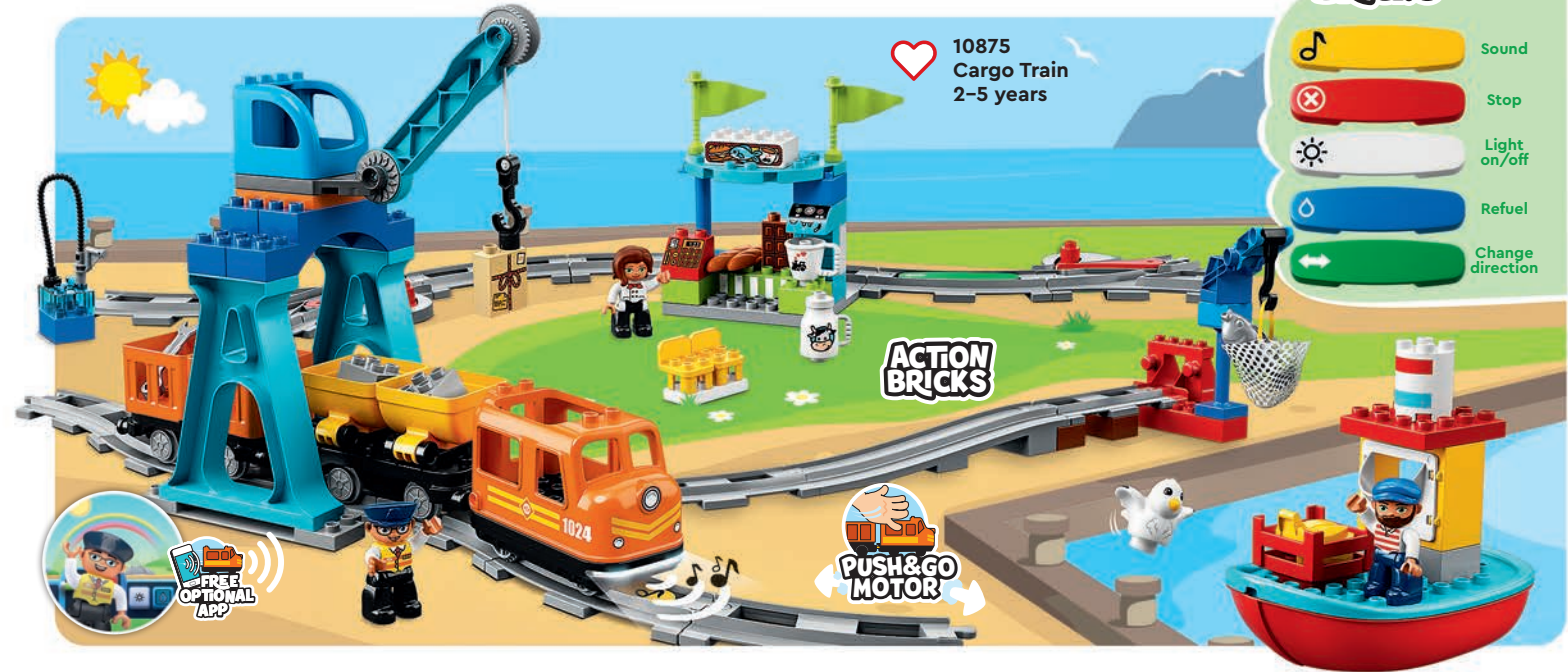 10875
Cargo Train
2–5 years
Sound
Stop
Light
on/off
Refuel
Change
direction
ACTION
BRICKS
1024
PUSH&GO
MOTOR
FREE
OPTIONAL
APP